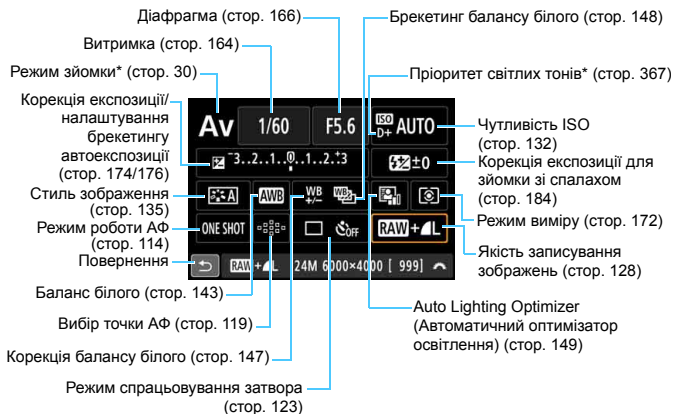 Діафрагма (стор. 166)
Брекетинг балансу білого (стор. 148)
Витримка (стор. 164)
Режим зйомки* (стор. 30)
Пріоритет світлих тонів* (стор. 367)
Корекція експозиції/
налаштування
брекетингу
автоекспозиції
(стор. 174/176)
Чутливість ISO
(стор. 132)
Корекція експозиції для
зйомки зі спалахом
(стор. 184)
Стиль зображення
(стор. 135)
Режим виміру (стор. 172)
Режим роботи АФ
(стор. 114)
Якість записування
зображень (стор. 128)
Повернення
Av 1/60 F5.6 ISO D+ AUTO
-3..2..1..0..1..2..+3 ±0
A AWB WB +/- WB
ONE SHOT OFF RAW+L
RAW+L 24M 6000×4000 [ 999]
Баланс білого (стор. 143)
Auto Lighting Optimizer
(Автоматичний оптимізатор
освітлення) (стор. 149)
Вибір точки АФ (стор. 119)
Корекція балансу білого (стор. 147)
Режим спрацьовування затвора
(стор. 123)